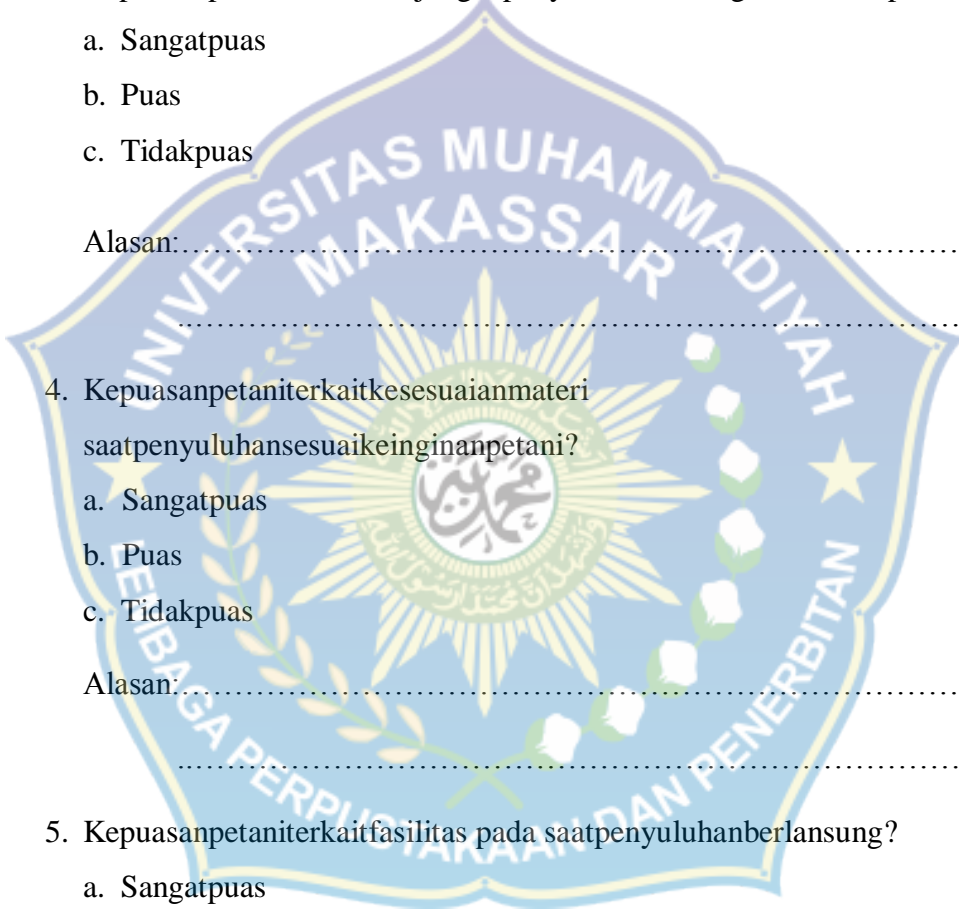 a. Sangatpuas
b. Puas
c. Tidakpuas
Alasan:……………………………………………………………
……………………………………………………………
4. Kepuasanpetaniterkaitkesesuaianmateri
saatpenyuluhansesuaikeinginanpetani?
a. Sangatpuas
b. Puas
c. Tidakpuas
Alasan:……………………………………………………………
……………………………………………………………
5. Kepuasanpetaniterkaitfasilitas pada saatpenyuluhanberlansung?
a. Sangatpuas
UNIVERSITAS MUHAMMADIYAH
MAKASSAR
LEMBAGA PERPUSTAKAAN DAN PENERBITAN